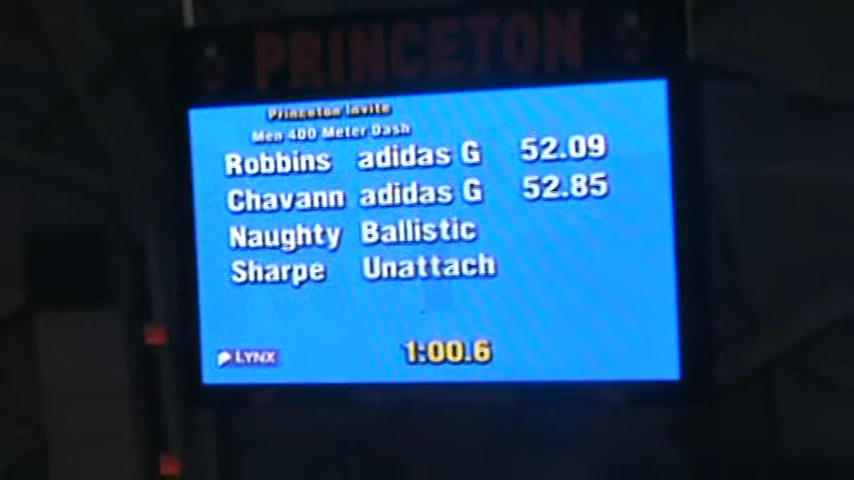 PRINCETON
Princeton Invite
Men 400 Meter Dash
Robbins adidas G 52.09
Chavann adidas G 52.85
Naughty Ballistic
Sharpe Unattach
LYNX 1:00.6